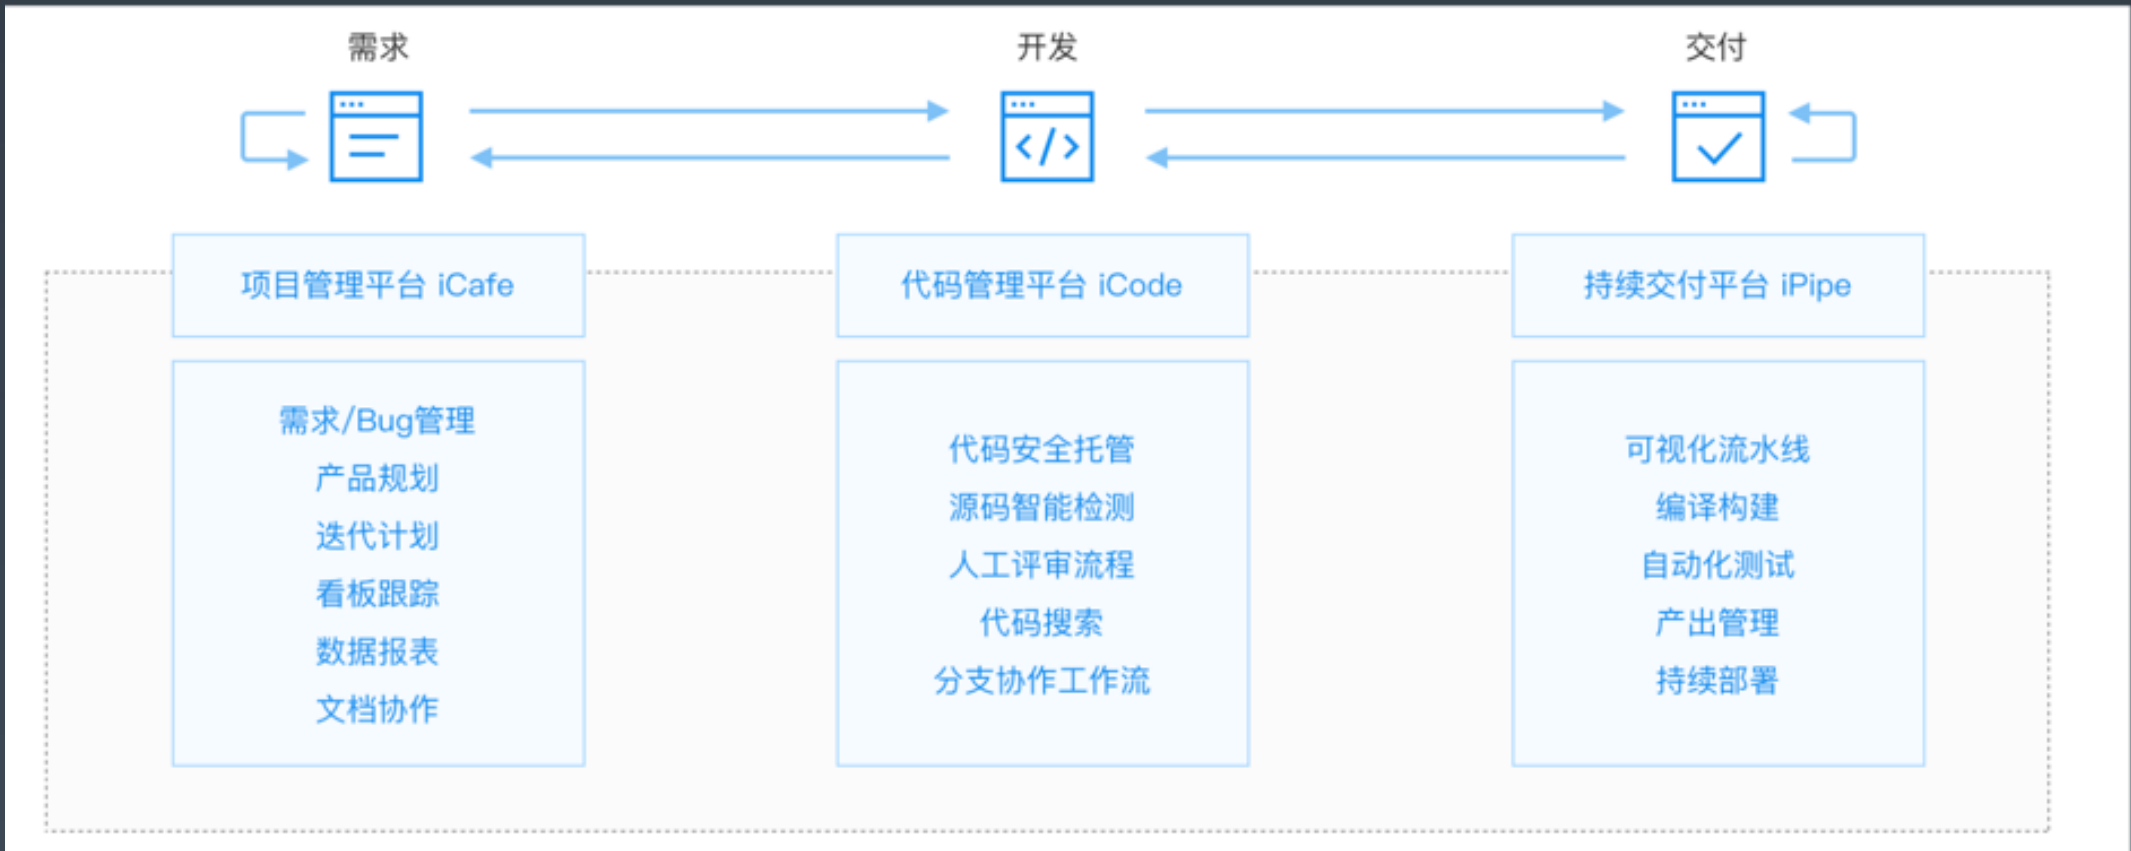 需求
开发
交付
项目管理平台 iCafe
代码管理平台 iCode
持续交付平台 iPipe
需求/Bug管理
产品规划
迭代计划
看板跟踪
数据报表
文档协作
代码安全托管
源码智能检测
人工评审流程
代码搜索
分支协作工作流
可视化流水线
编译构建
自动化测试
产出管理
持续部署